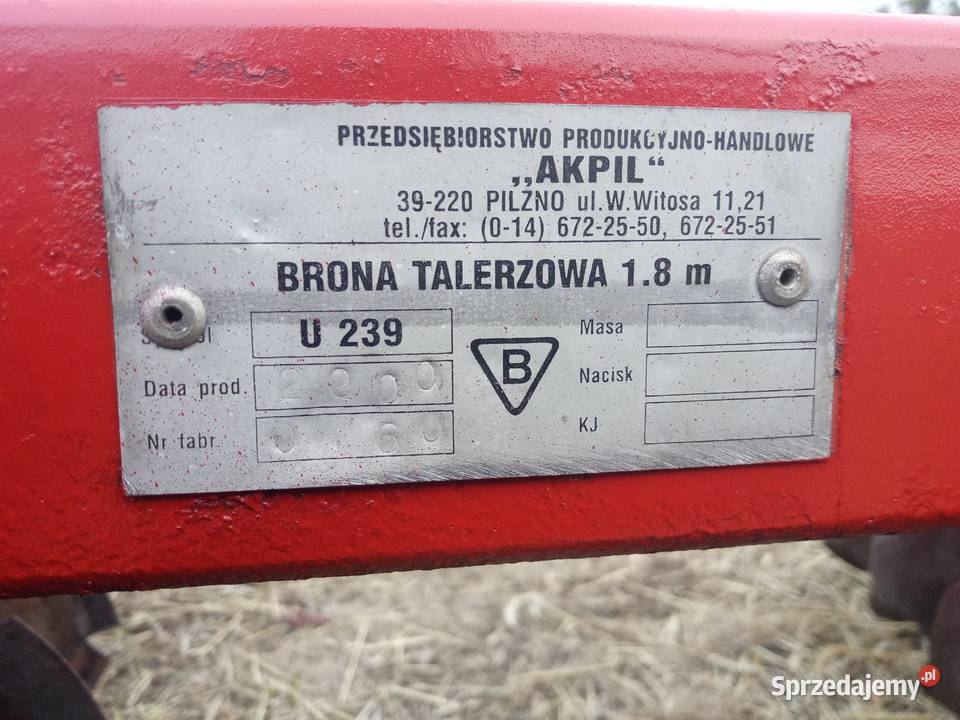 PRZEDSIĘBIORSTWO PRODUKCYJNO-HANDLOWE
„AKPIL"
39-220 PILZNO ul.W.Witosa 11,21
tel./fax: (0-14) 672-25-50, 672-25-51
BRONA TALERZOWA 1.8 m
U 239
Data prod. 2000
Nr fabr.
B
Masa
Nacisk
KJ
Sprzedajemy.pl